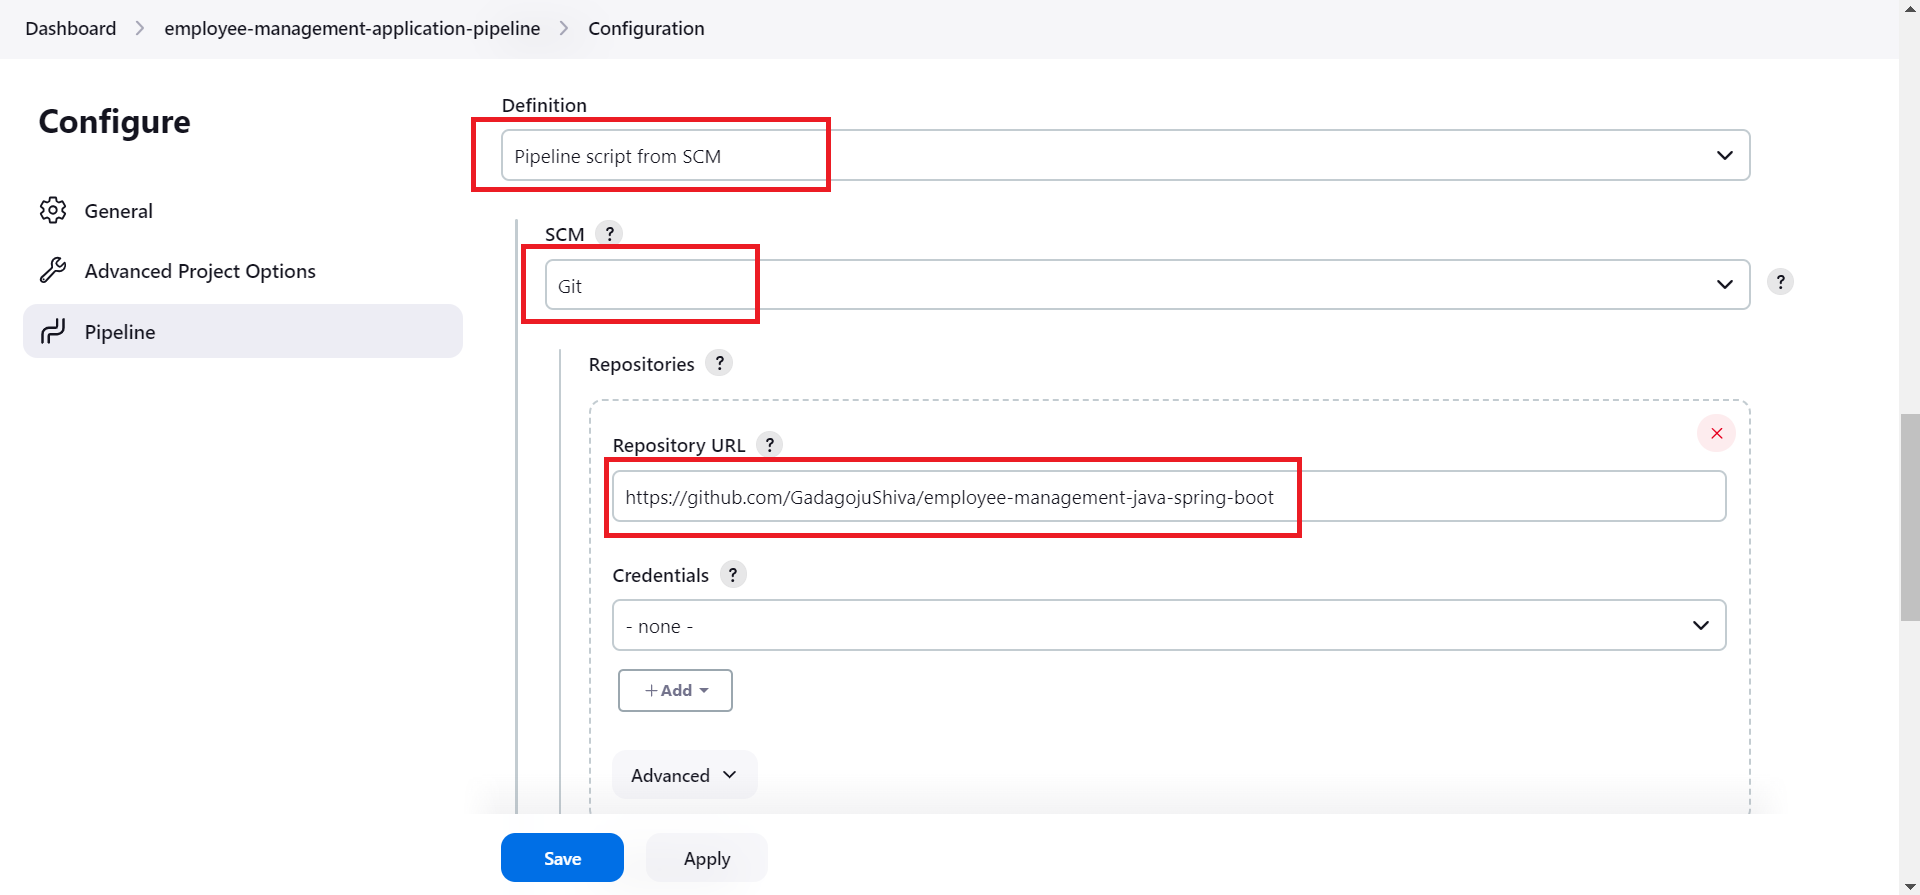 Dashboard > employee-management-application-pipeline > Configuration
Configure
General
Advanced Project Options
Pipeline
Definition
Pipeline script from SCM
SCM ?
Git
?
Repositories ?
Repository URL ?
https://github.com/GadagojuShiva/employee-management-java-spring-boot
Credentials ?
- none -
+ Add
Advanced
Save Apply